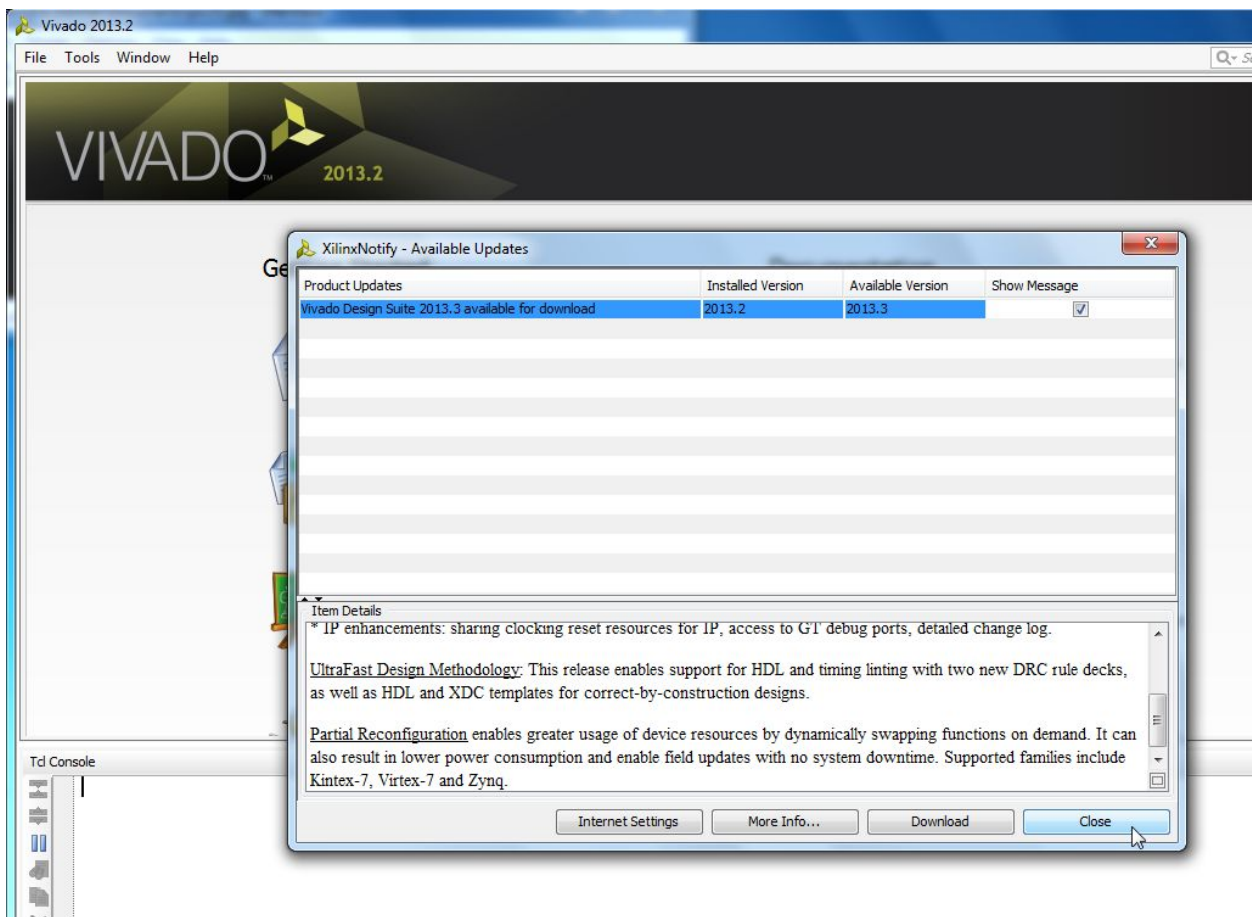 Vivado 2013.2
File Tools Window Help
VIVADO™ 2013.2
XilinxNotify - Available Updates
Ge
Product Updates Installed Version Available Version Show Message
Vivado Design Suite 2013.3 available for download 2013.2 2013.3
Item Details
* IP enhancements: sharing clocking reset resources for IP, access to GT debug ports, detailed change log.
UltraFast Design Methodology: This release enables support for HDL and timing linting with two new DRC rule decks,
as well as HDL and XDC templates for correct-by-construction designs.
Partial Reconfiguration enables greater usage of device resources by dynamically swapping functions on demand. It can
also result in lower power consumption and enable field updates with no system downtime. Supported families include
Kintex-7, Virtex-7 and Zynq.
Internet Settings More Info... Download Close
Tcl Console